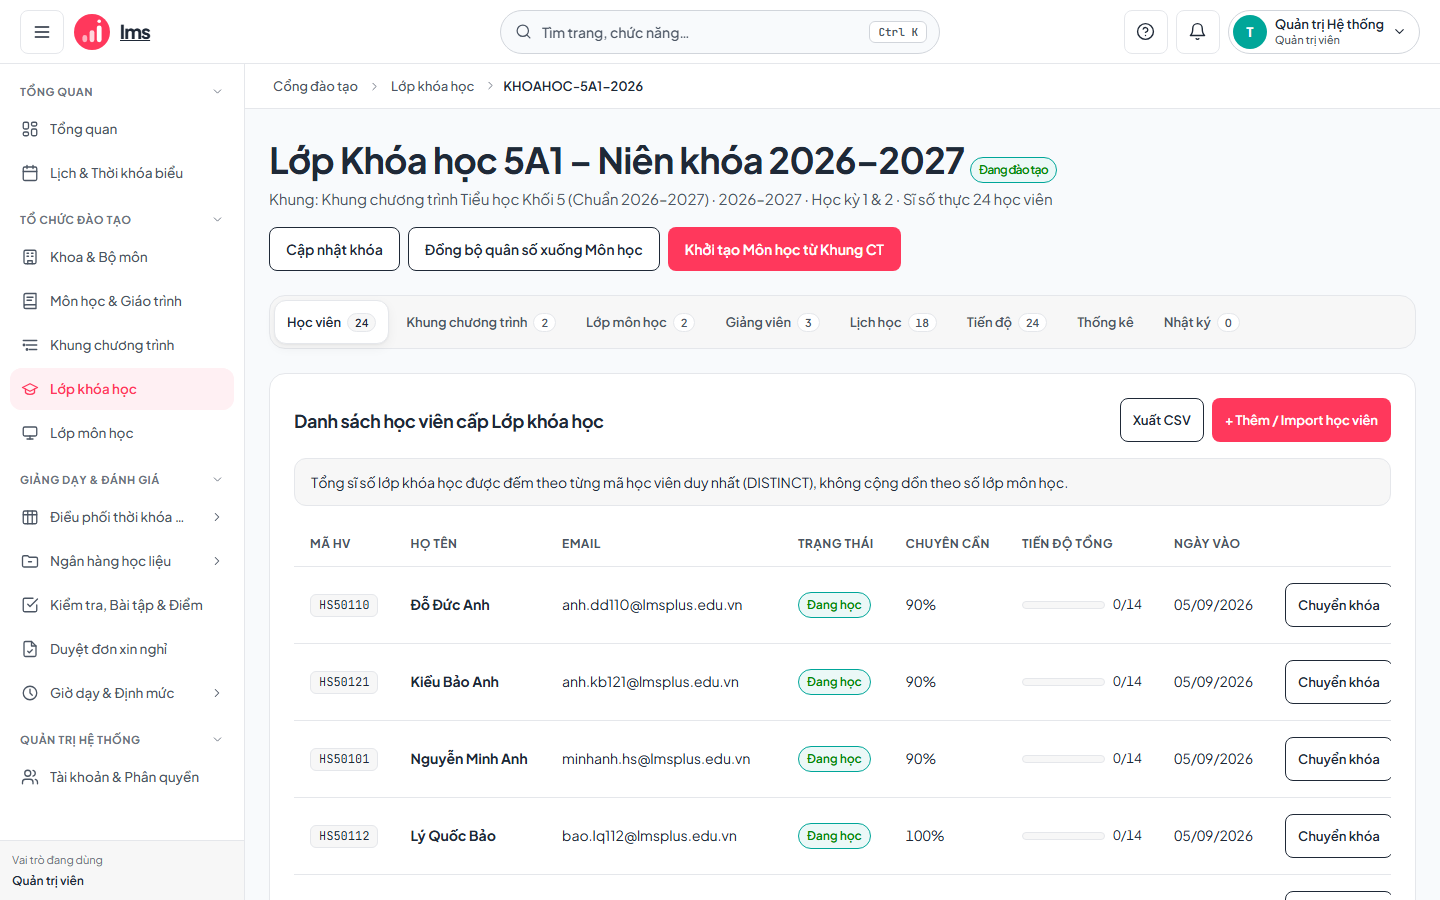 lms
Tìm trang, chức năng...
Ctrl K
T
Quản trị Hệ thống
Quản trị viên
TỔNG QUAN
Tổng quan
Lịch & Thời khóa biểu
TỔ CHỨC ĐÀO TẠO
Khoa & Bộ môn
Môn học & Giáo trình
Khung chương trình
Lớp khóa học
Lớp môn học
GIẢNG DẠY & ĐÁNH GIÁ
Điều phối thời khóa ...
Ngân hàng học liệu
Kiểm tra, Bài tập & Điểm
Duyệt đơn xin nghỉ
Giờ dạy & Định mức
QUẢN TRỊ HỆ THỐNG
Tài khoản & Phân quyền
Vai trò đang dùng
Quản trị viên
Cổng đào tạo > Lớp khóa học > KHOAHOC-5A1-2026
Lớp Khóa học 5A1 – Niên khóa 2026–2027 Đang đào tạo
Khung: Khung chương trình Tiểu học Khối 5 (Chuẩn 2026–2027) · 2026–2027 · Học kỳ 1 & 2 · Sĩ số thực 24 học viên
Cập nhật khóa
Đồng bộ quân số xuống Môn học
Khởi tạo Môn học từ Khung CT
Học viên 24
Khung chương trình 2
Lớp môn học 2
Giảng viên 3
Lịch học 18
Tiến độ 24
Thống kê
Nhật ký 0
Danh sách học viên cấp Lớp khóa học
Xuất CSV
+ Thêm / Import học viên
Tổng sĩ số lớp khóa học được đếm theo từng mã học viên duy nhất (DISTINCT), không cộng dồn theo số lớp môn học.
MÃ HV HỌ TÊN EMAIL TRẠNG THÁI CHUYÊN CẦN TIẾN ĐỘ TỔNG NGÀY VÀO
HS50110 Đỗ Đức Anh anh.dd110@lmsplus.edu.vn Đang học 90% 0/14 05/09/2026 Chuyển khóa
HS50121 Kiều Bảo Anh anh.kb121@lmsplus.edu.vn Đang học 90% 0/14 05/09/2026 Chuyển khóa
HS50101 Nguyễn Minh Anh minhanh.hs@lmsplus.edu.vn Đang học 90% 0/14 05/09/2026 Chuyển khóa
HS50112 Lý Quốc Bảo bao.lq112@lmsplus.edu.vn Đang học 100% 0/14 05/09/2026 Chuyển khóa